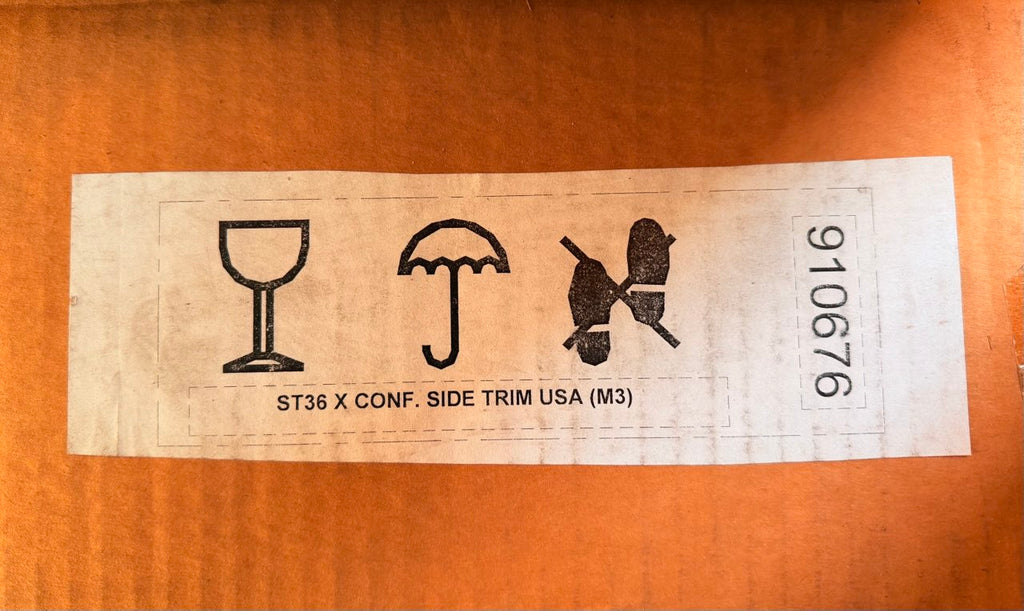 ST36 X CONF. SIDE TRIM USA (M3)
910676